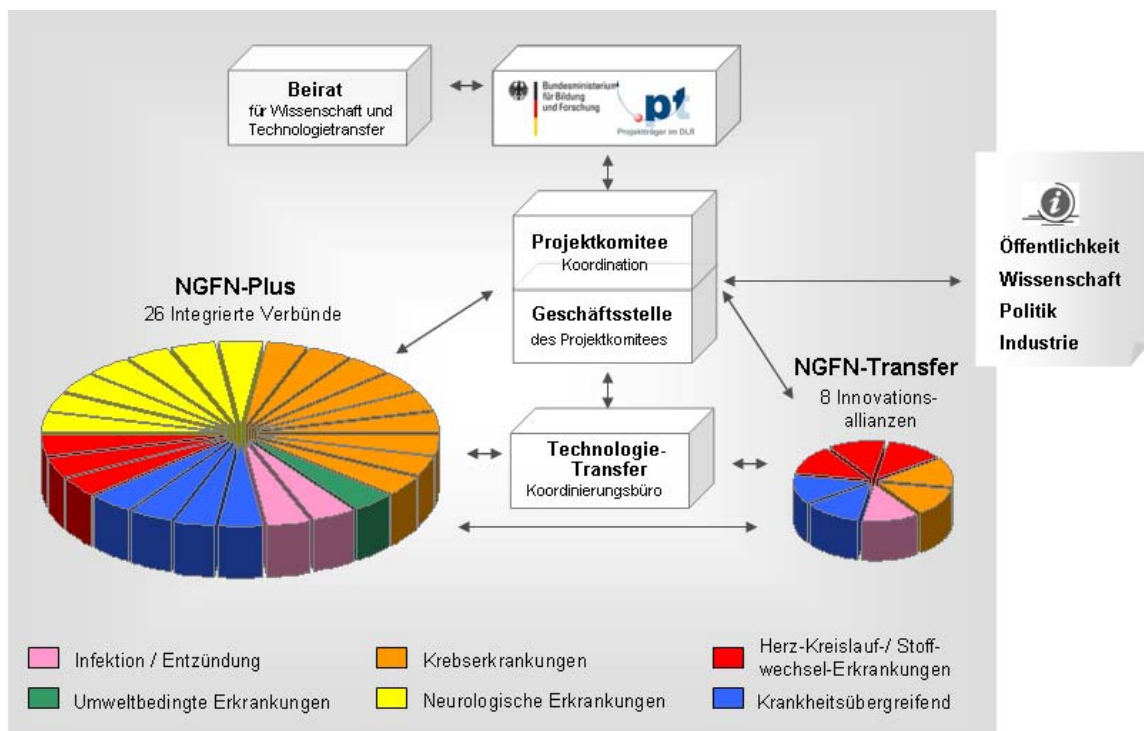 Beirat
für Wissenschaft und
Technologietransfer
Bundesministerium
für Bildung
und Forschung
pt
Projektträger im DLR
Projektkomitee
Koordination
Geschäftsstelle
des Projektkomitees
i
Öffentlichkeit
Wissenschaft
Politik
Industrie
NGFN-Plus
26 Integrierte Verbünde
NGFN-Transfer
8 Innovations-
allianzen
Technologie-
Transfer
Koordinierungsbüro
Infektion / Entzündung
Krebserkrankungen
Herz-Kreislauf-/ Stoff-
wechsel-Erkrankungen
Umweltbedingte Erkrankungen
Neurologische Erkrankungen
Krankheitsübergreifend